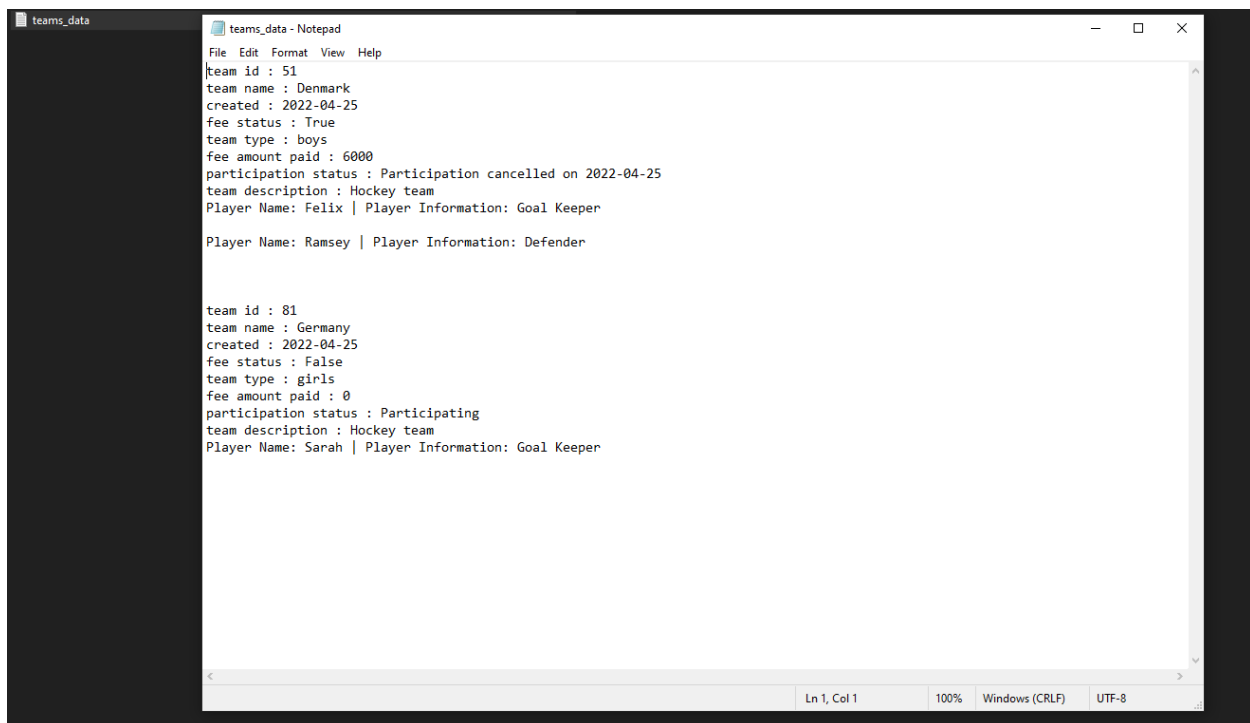 teams_data
teams_data - Notepad
File Edit Format View Help
team id : 51
team name : Denmark
created : 2022-04-25
fee status : True
team type : boys
fee amount paid : 6000
participation status : Participation cancelled on 2022-04-25
team description : Hockey team
Player Name: Felix | Player Information: Goal Keeper
Player Name: Ramsey | Player Information: Defender
team id : 81
team name : Germany
created : 2022-04-25
fee status : False
team type : girls
fee amount paid : 0
participation status : Participating
team description : Hockey team
Player Name: Sarah | Player Information: Goal Keeper
Ln 1, Col 1 100% Windows (CRLF) UTF-8